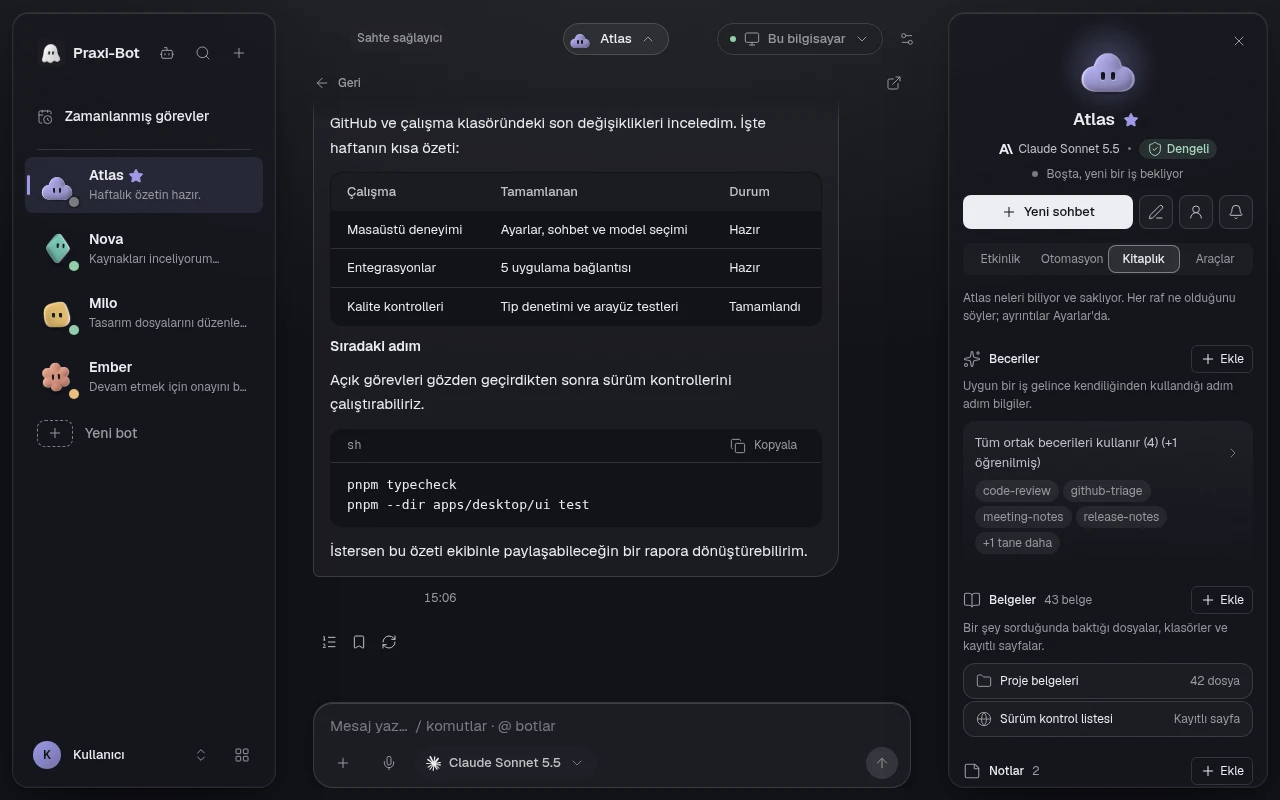 Praxi-Bot
Zamanlanmış görevler
Atlas
Haftalık özetin hazır.
Nova
Kaynakları inceliyorum…
Milo
Tasarım dosyalarını düzenle…
Ember
Devam etmek için onayını b…
Yeni bot
K Kullanıcı
Sahte sağlayıcı
Atlas
Bu bilgisayar
Geri
GitHub ve çalışma klasöründeki son değişiklikleri inceledim. İşte
haftanın kısa özeti:
Çalışma Tamamlanan Durum
Masaüstü deneyimi Ayarlar, sohbet ve model seçimi Hazır
Entegrasyonlar 5 uygulama bağlantısı Hazır
Kalite kontrolleri Tip denetimi ve arayüz testleri Tamamlandı
Sıradaki adım
Açık görevleri gözden geçirdikten sonra sürüm kontrollerini
çalıştırabiliriz.
sh Kopyala
pnpm typecheck
pnpm --dir apps/desktop/ui test
İstersen bu özeti ekibinle paylaşabileceğin bir rapora dönüştürebilirim.
15:06
Mesaj yaz… / komutlar · @ botlar
Claude Sonnet 5.5
Atlas
Claude Sonnet 5.5 • Dengeli
Boşta, yeni bir iş bekliyor
Yeni sohbet
Etkinlik Otomasyon Kitaplık Araçlar
Atlas neleri biliyor ve saklıyor. Her raf ne olduğunu
söyler; ayrıntılar Ayarlar'da.
Beceriler Ekle
Uygun bir iş gelince kendiliğinden kullandığı adım
adım bilgiler.
Tüm ortak becerileri kullanır (4) (+1
öğrenilmiş)
code-review github-triage
meeting-notes release-notes
+1 tane daha
Belgeler 43 belge Ekle
Bir şey sorduğunda baktığı dosyalar, klasörler ve
kayıtlı sayfalar.
Proje belgeleri 42 dosya
Sürüm kontrol listesi Kayıtlı sayfa
Notlar 2 Ekle